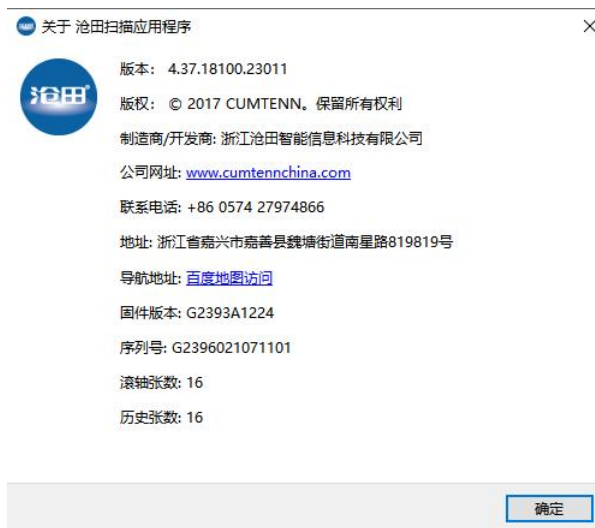 关于 沧田扫描应用程序
沧田
版本: 4.37.18100.23011
版权: © 2017 CUMTENN。保留所有权利
制造商/开发商: 浙江沧田智能信息科技有限公司
公司网址: www.cumtennchina.com
联系电话: +86 0574 27974866
地址: 浙江省嘉兴市嘉善县魏塘街道南星路819819号
导航地址: 百度地图访问
固件版本: G2393A1224
序列号: G2396021071101
滚轴张数: 16
历史张数: 16
确定